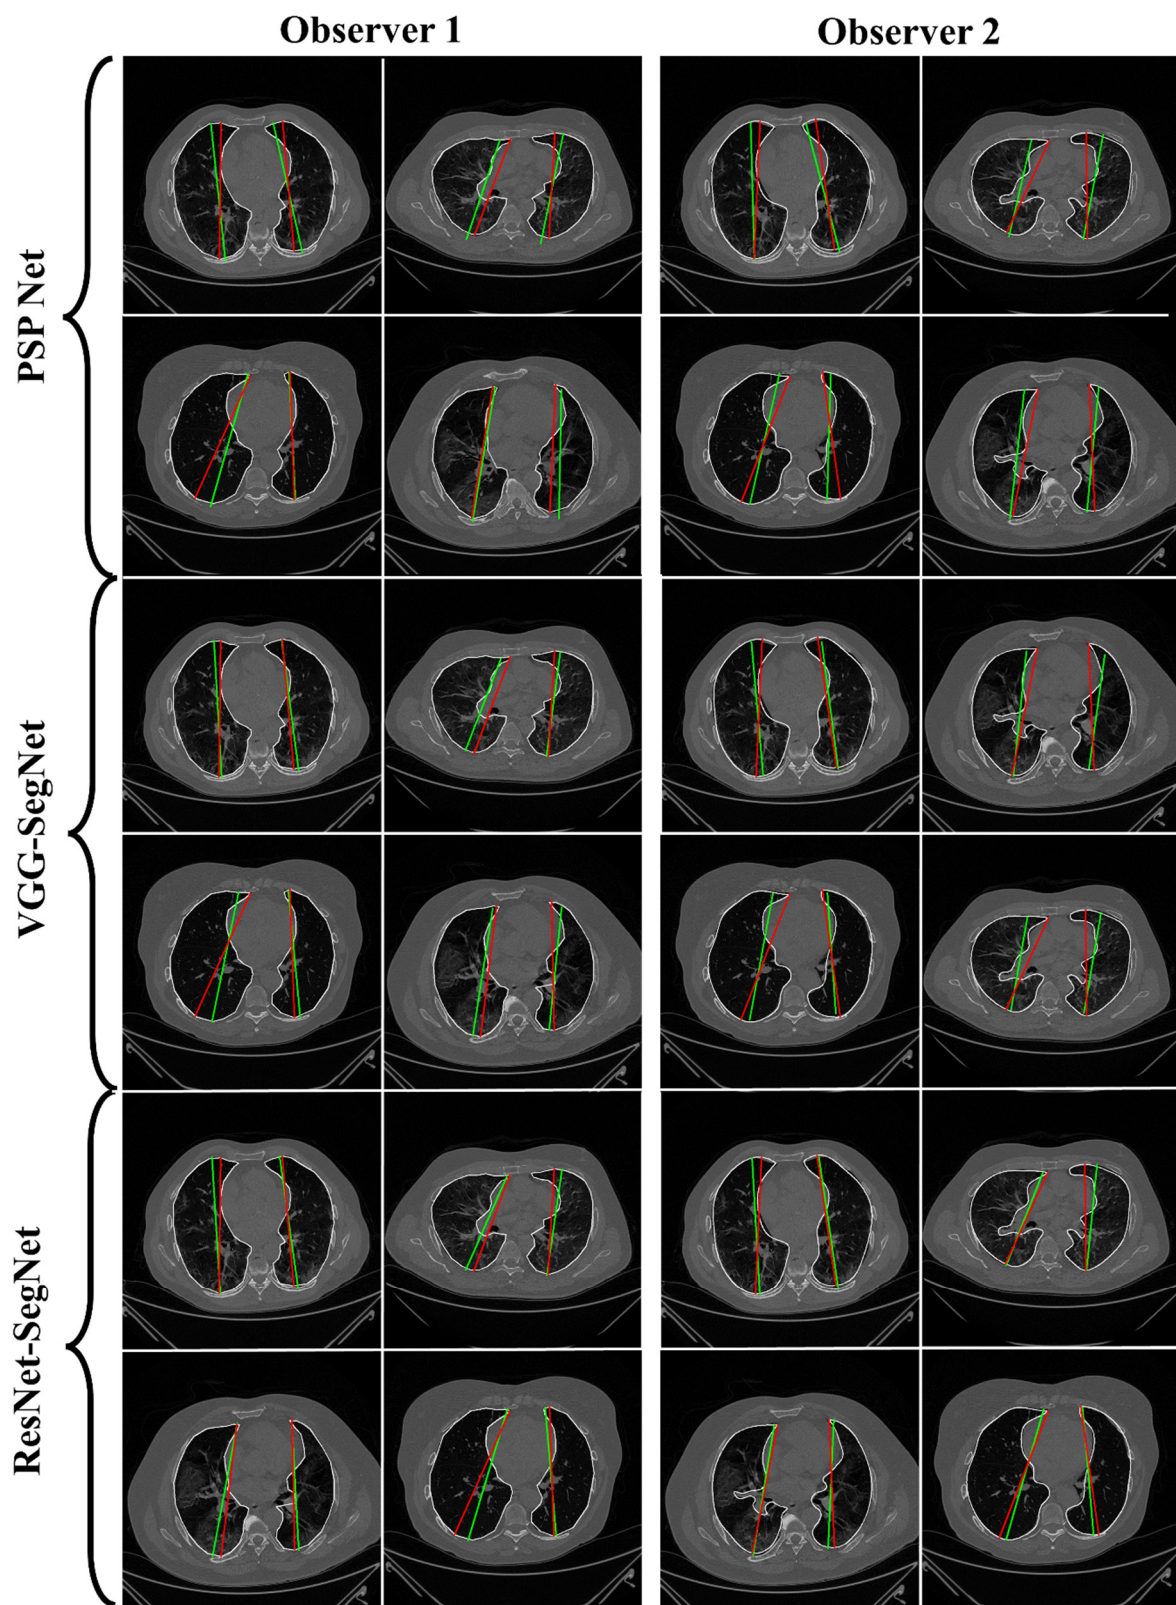 Observer 1
Observer 2
PSP Net
VGG-SegNet
ResNet-SegNet